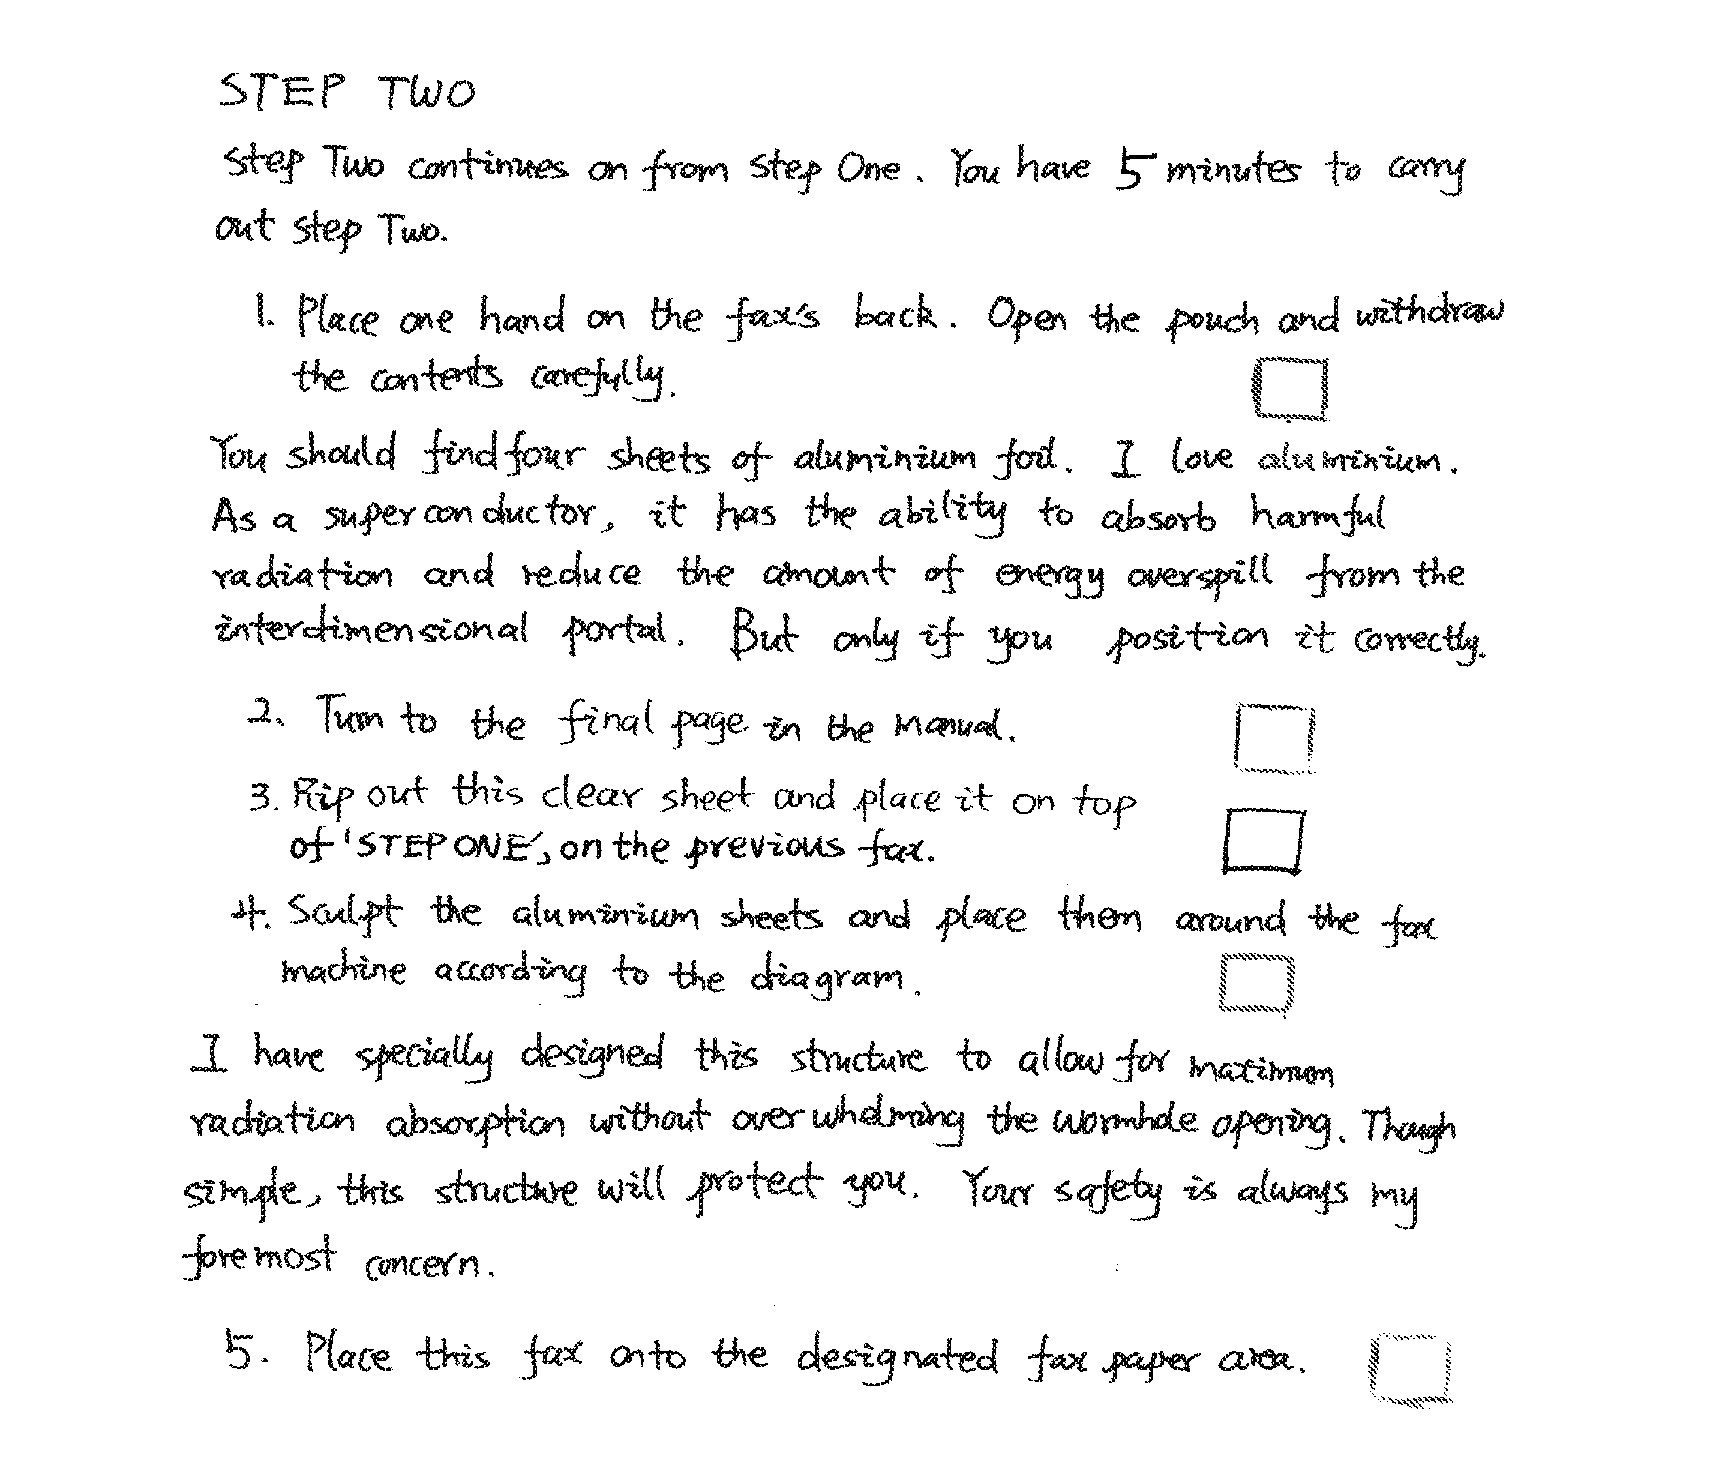 STEP TWO
Step Two continues on from Step One. You have 5 minutes to carry
out step Two.
1. Place one hand on the fax's back. Open the pouch and withdraw
the contents carefully.
You should find four sheets of aluminium foil. I love aluminium.
As a superconductor, it has the ability to absorb harmful
radiation and reduce the amount of energy overspill from the
interdimensional portal. But only if you position it correctly.
2. Turn to the final page in the manual.
3. Rip out this clear sheet and place it on top
of 'STEP ONE', on the previous fax.
4. Sculpt the aluminium sheets and place them around the fax
machine according to the diagram.
I have specially designed this structure to allow for maximum
radiation absorption without overwhelming the wormhole opening. Though
simple, this structure will protect you. Your safety is always my
foremost concern.
5. Place this fax onto the designated fax paper area.